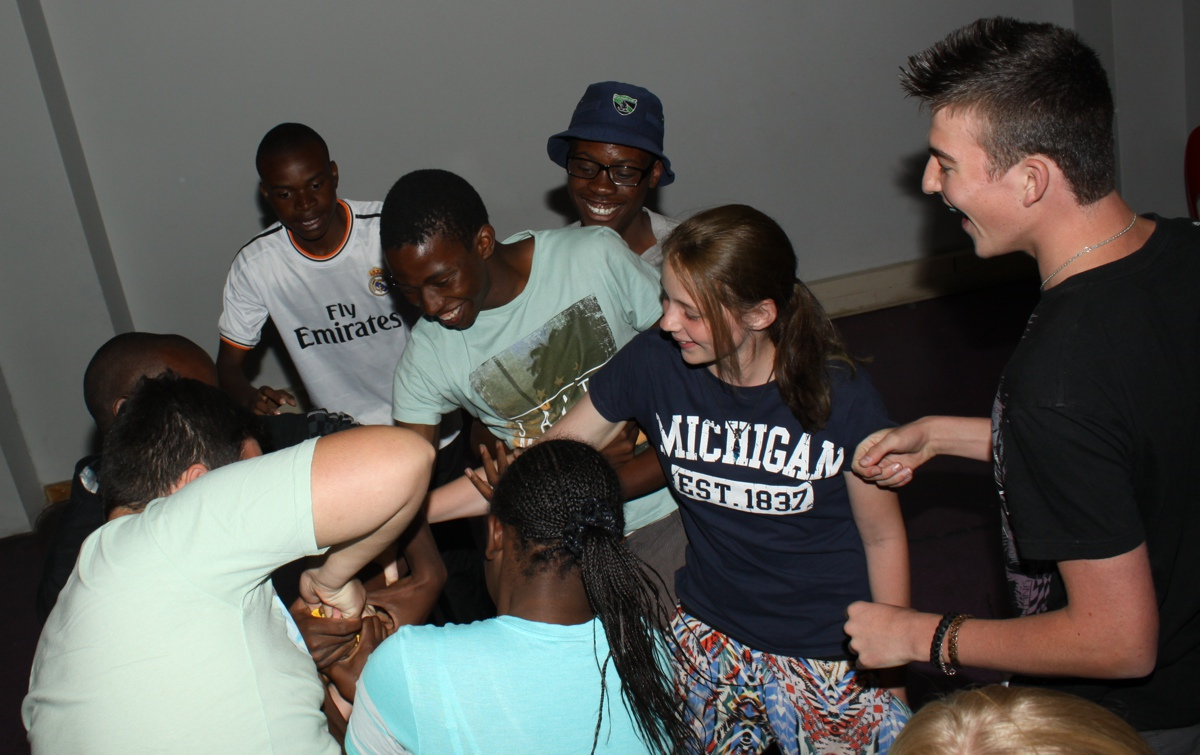 Fly
Emirates
MICHIGAN
EST. 1837